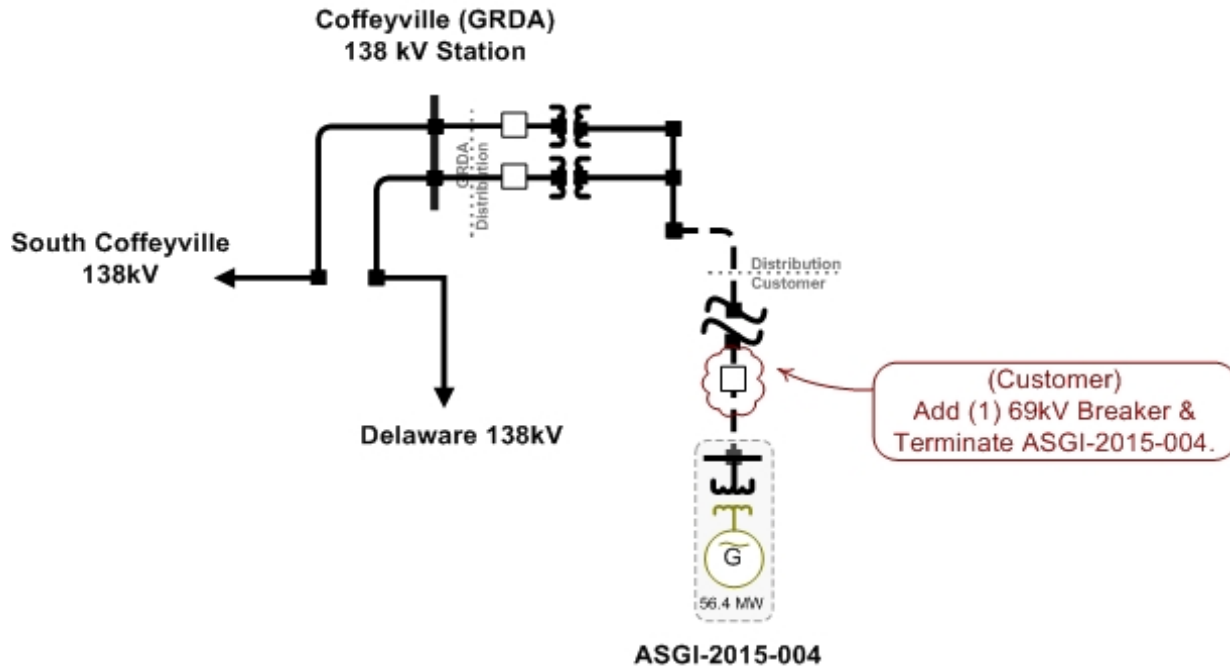 Coffeyville (GRDA)
138 kV Station
GRDA
Distribution
South Coffeyville
138kV
Distribution
Customer
(Customer)
Add (1) 69kV Breaker &
Terminate ASGI-2015-004.
Delaware 138kV
G
56.4 MW
ASGI-2015-004